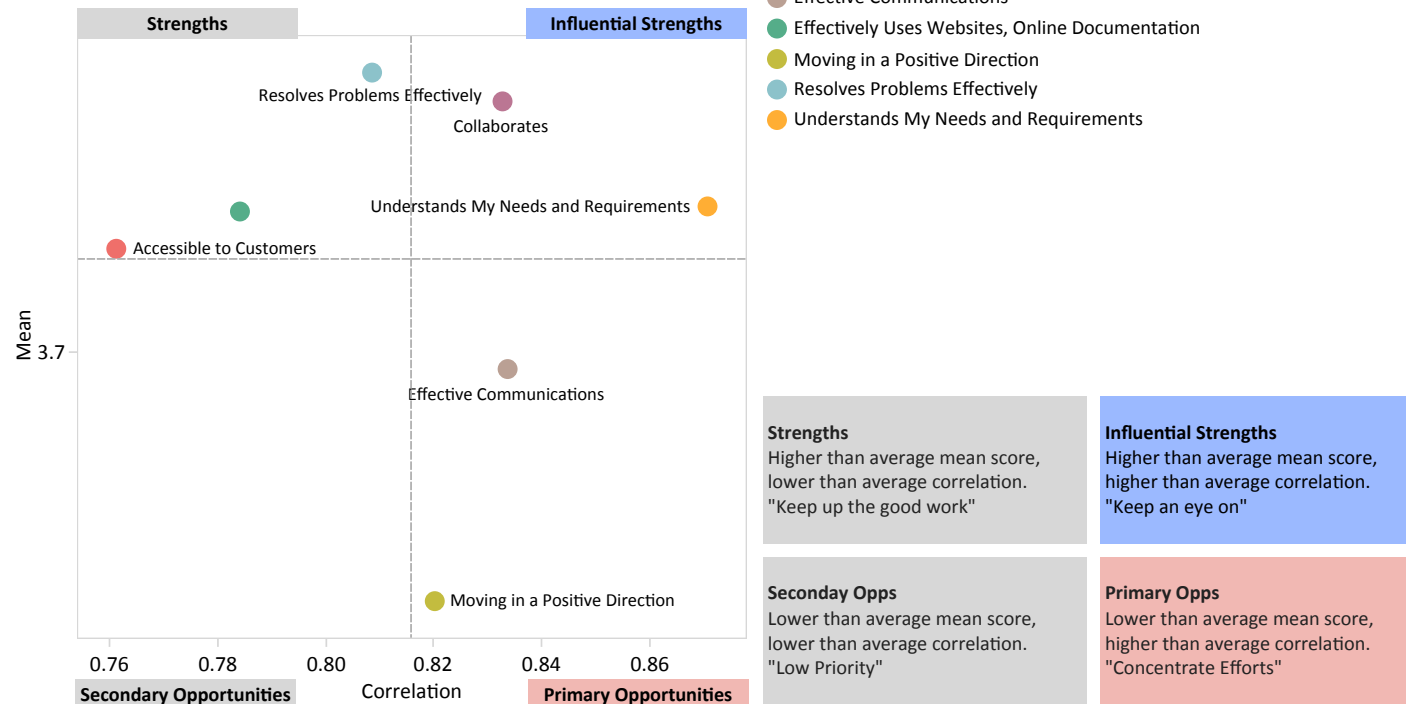 Strengths
Influential Strengths
Effective Communications
Effectively Uses Websites, Online Documentation
Moving in a Positive Direction
Resolves Problems Effectively
Understands My Needs and Requirements
Resolves Problems Effectively
Collaborates
Understands My Needs and Requirements
Accessible to Customers
Mean
3.7
Effective Communications
Moving in a Positive Direction
0.76 0.78 0.80 0.82 0.84 0.86
Correlation
Secondary Opportunities
Primary Opportunities
Strengths
Higher than average mean score,
lower than average correlation.
"Keep up the good work"
Influential Strengths
Higher than average mean score,
higher than average correlation.
"Keep an eye on"
Seconday Opps
Lower than average mean score,
lower than average correlation.
"Low Priority"
Primary Opps
Lower than average mean score,
higher than average correlation.
"Concentrate Efforts"